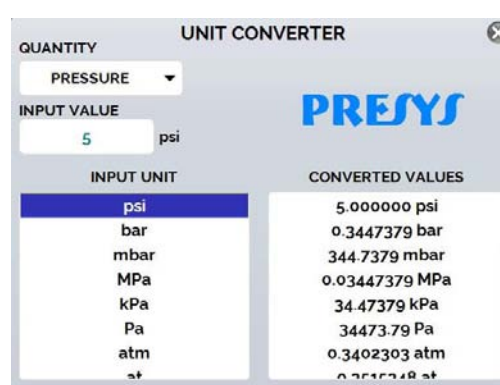 UNIT CONVERTER
QUANTITY
PRESSURE
INPUT VALUE
5 psi
PRESYS
INPUT UNIT
psi
bar
mbar
MPa
kPa
Pa
atm
at
CONVERTED VALUES
5.000000 psi
0.3447379 bar
344.7379 mbar
0.03447379 MPa
34.47379 kPa
34473.79 Pa
0.3402303 atm